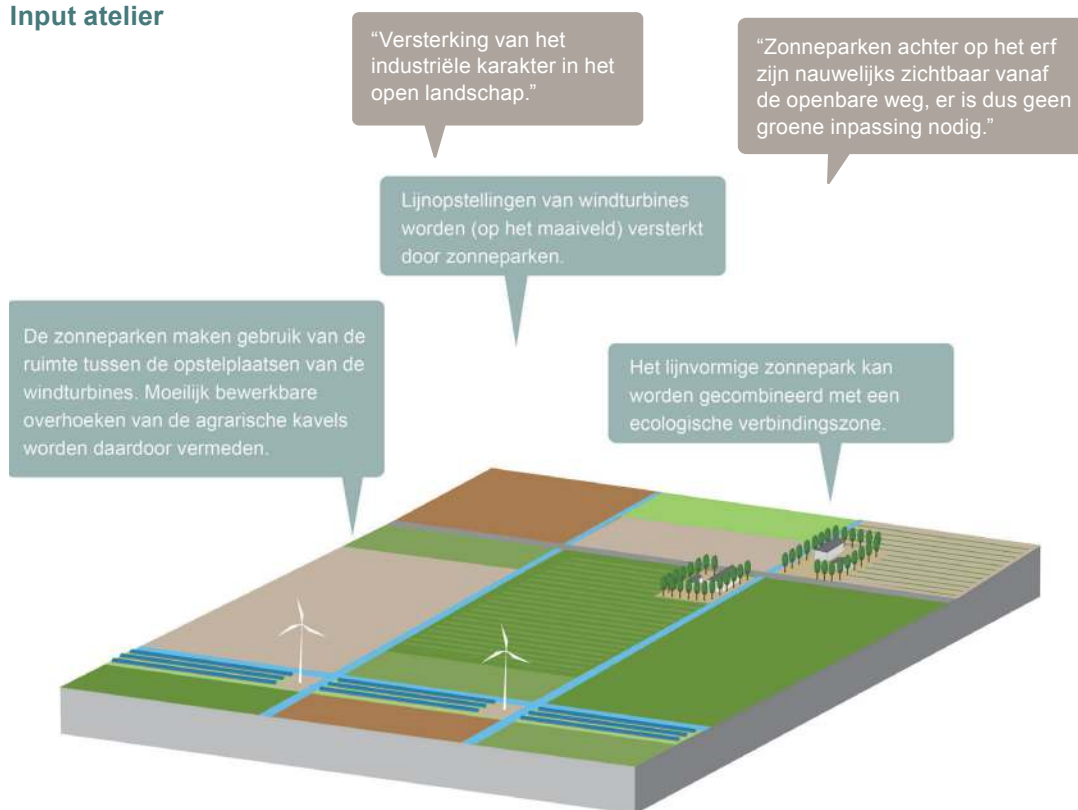 Input atelier
“Versterking van het
industriële karakter in het
open landschap.”
“Zonneparken achter op het erf
zijn nauwelijks zichtbaar vanaf
de openbare weg, er is dus geen
groene inpassing nodig.”
Lijnopstellingen van windturbines
worden (op het maaiveld) versterkt
door zonneparken.
De zonneparken maken gebruik van de
ruimte tussen de opstelplaatsen van de
windturbines. Moeilijk bewerkbare
overhoeken van de agrarische kavels
worden daardoor vermeden.
Het lijnvormige zonnepark kan
worden gecombineerd met een
ecologische verbindingszone.